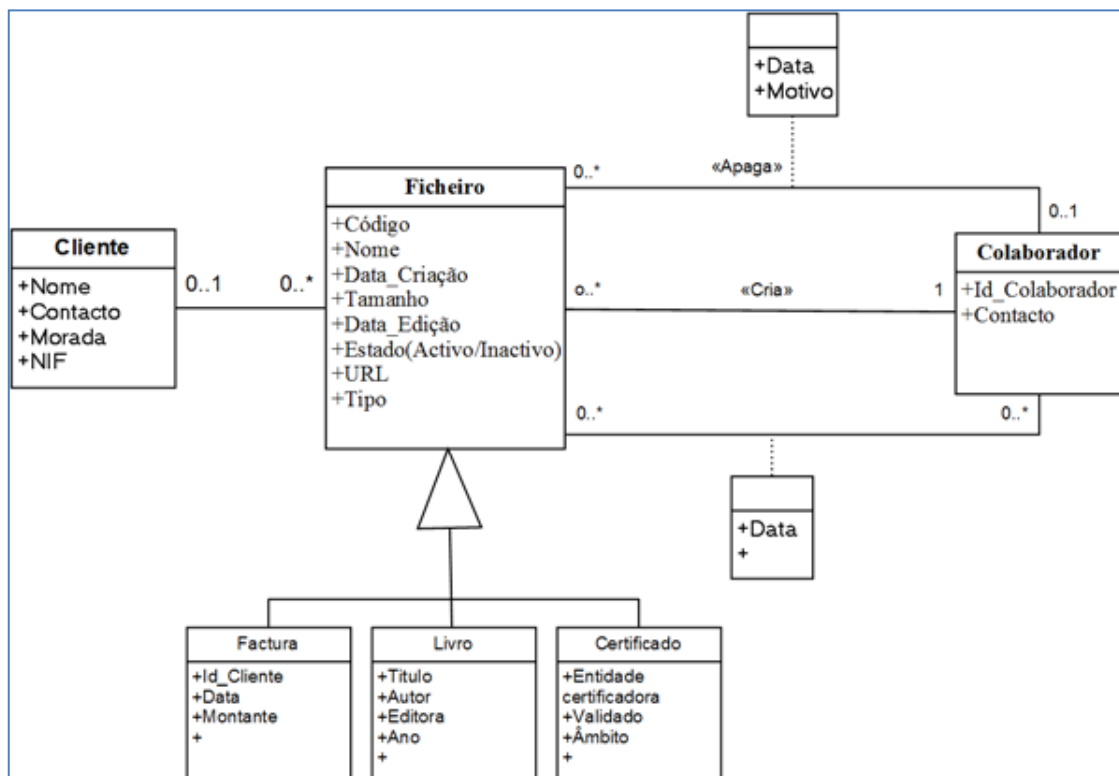 +Data
+Motivo
«Apaga»
0..*
0..1
Ficheiro
+Código
+Nome
+Data_Criação
+Tamanho
+Data_Edição
+Estado(Activo/Inactivo)
+URL
+Tipo
Cliente
+Nome
+Contacto
+Morada
+NIF
0..1
0..*
o..*
«Cria»
1
Colaborador
+Id_Colaborador
+Contacto
0..*
0..*
+Data
+
Factura
+Id_Cliente
+Data
+Montante
+
Livro
+Titulo
+Autor
+Editora
+Ano
+
Certificado
+Entidade
certificadora
+Validado
+Âmbito
+